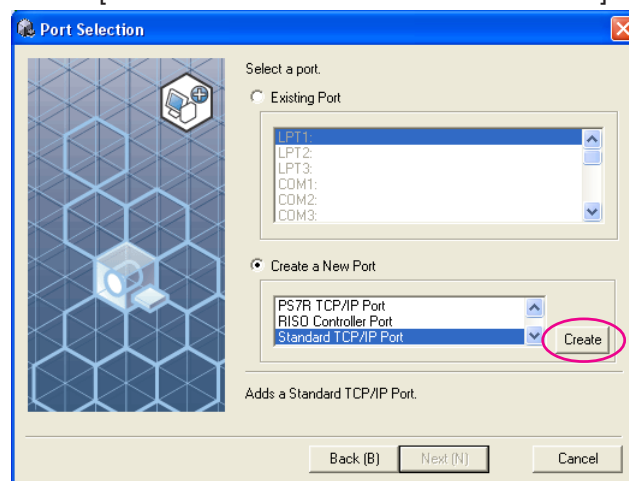 Port Selection
Select a port.
Existing Port
LPT1:
LPT2:
LPT3:
COM1:
COM2:
COM3:
Create a New Port
PS7R TCP/IP Port
RISO Controller Port
Standard TCP/IP Port
Create
Adds a Standard TCP/IP Port.
Back (B) Next (N) Cancel